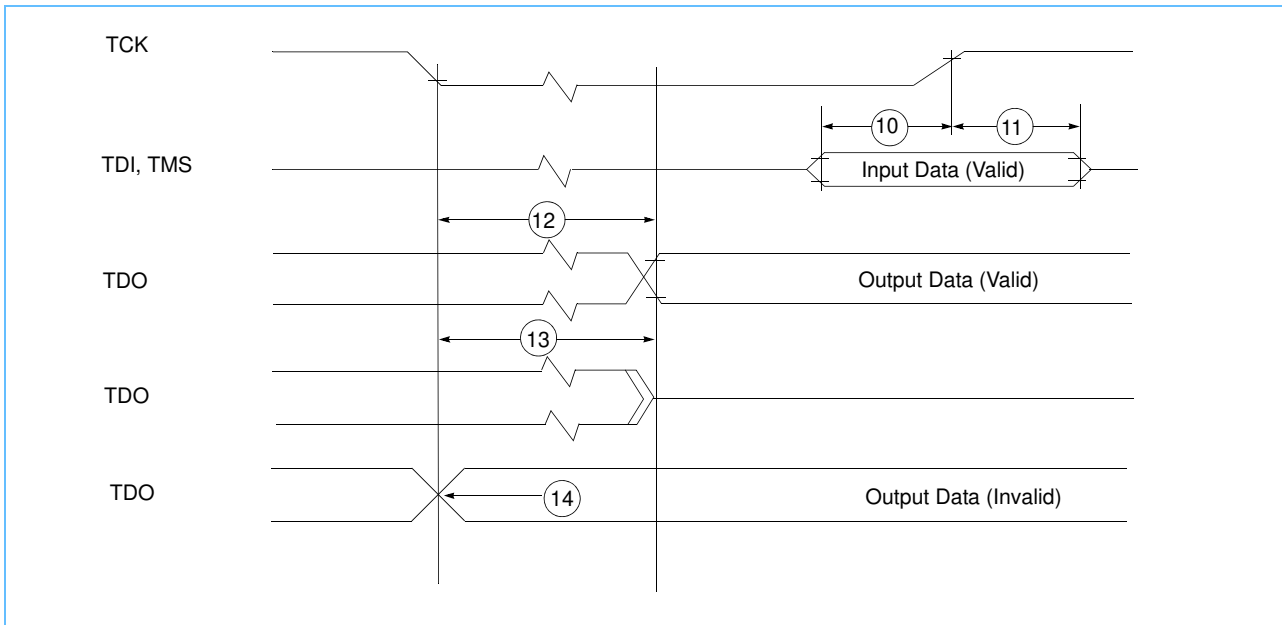 TCK
10
11
TDI, TMS
Input Data (Valid)
12
TDO
Output Data (Valid)
13
TDO
TDO
14
Output Data (Invalid)